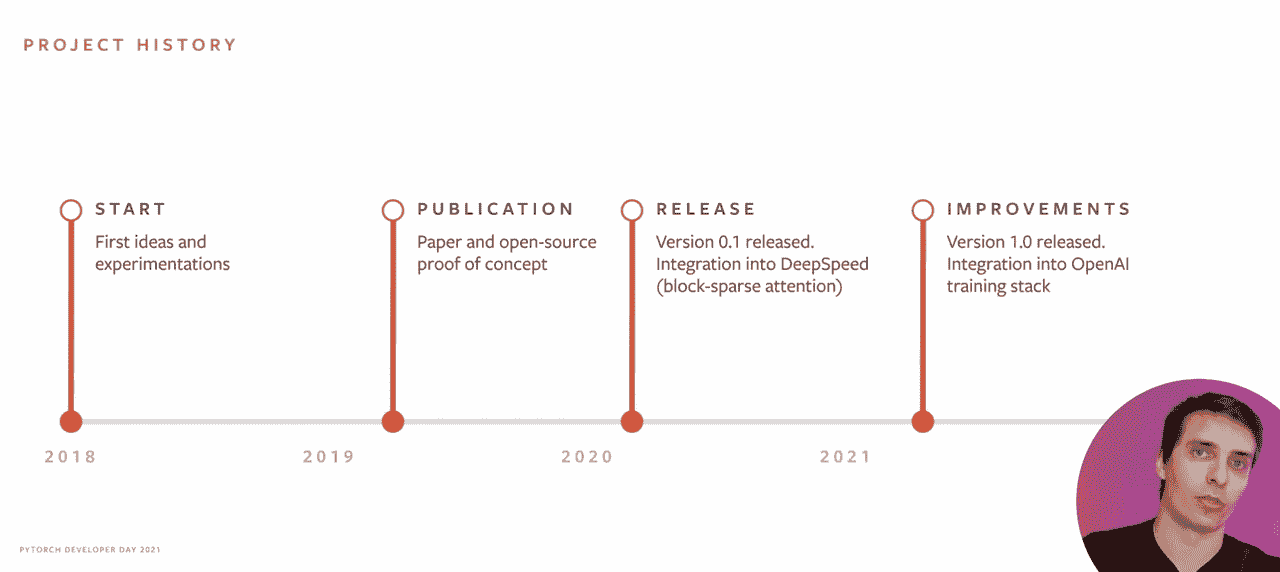 PROJECT HISTORY
START
First ideas and
experimentations
PUBLICATION
Paper and open-source
proof of concept
RELEASE
Version 0.1 released.
Integration into DeepSpeed
(block-sparse attention)
IMPROVEMENTS
Version 1.0 released.
Integration into OpenAI
training stack
2018
2019
2020
2021
PYTORCH DEVELOPER DAY 2021